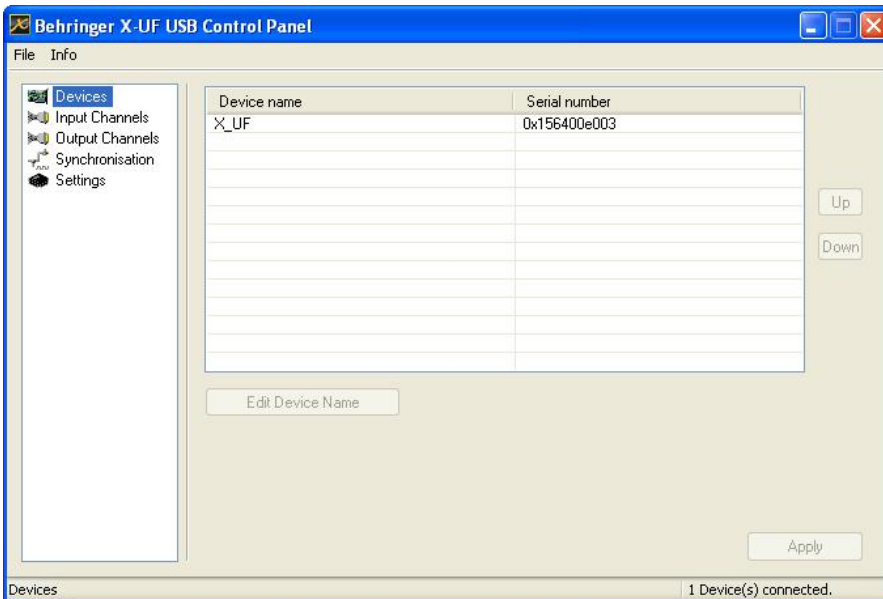 Behringer X-UF USB Control Panel
File Info
Devices
Input Channels
Output Channels
Synchronisation
Settings
Device name Serial number
X_UF 0x156400e003
Up
Down
Edit Device Name
Apply
Devices 1 Device(s) connected.